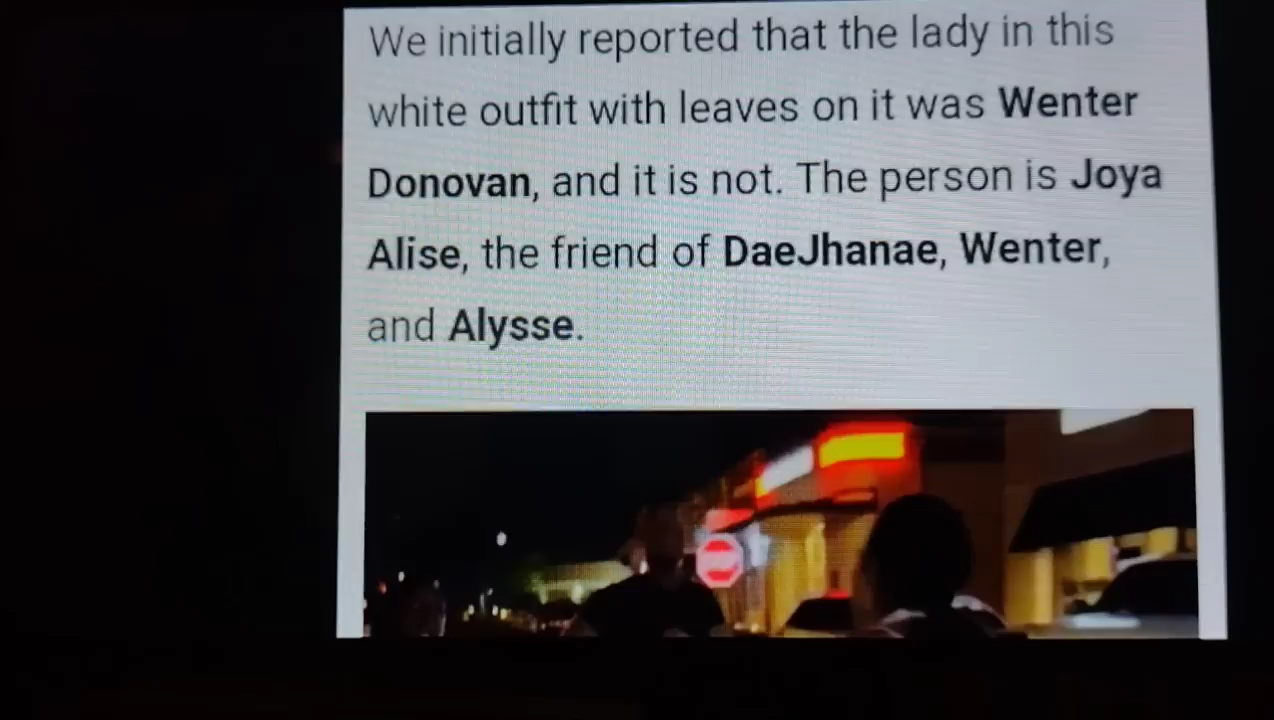 We initially reported that the lady in this
white outfit with leaves on it was Wenter
Donovan, and it is not. The person is Joya
Alise, the friend of DaeJhanae, Wenter,
and Alysse.